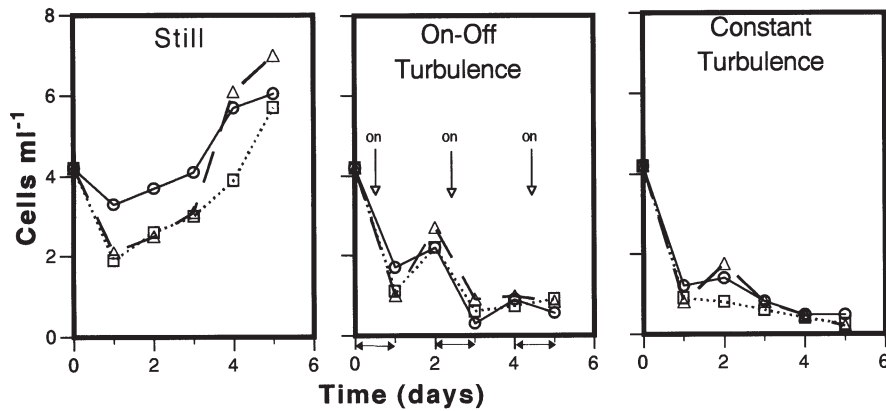 Still
On-Off
Turbulence
Constant
Turbulence
on
on
on
Cells ml-1
8
6
4
2
0
0 2 4 6
0 2 4 6
0 2 4 6
Time (days)